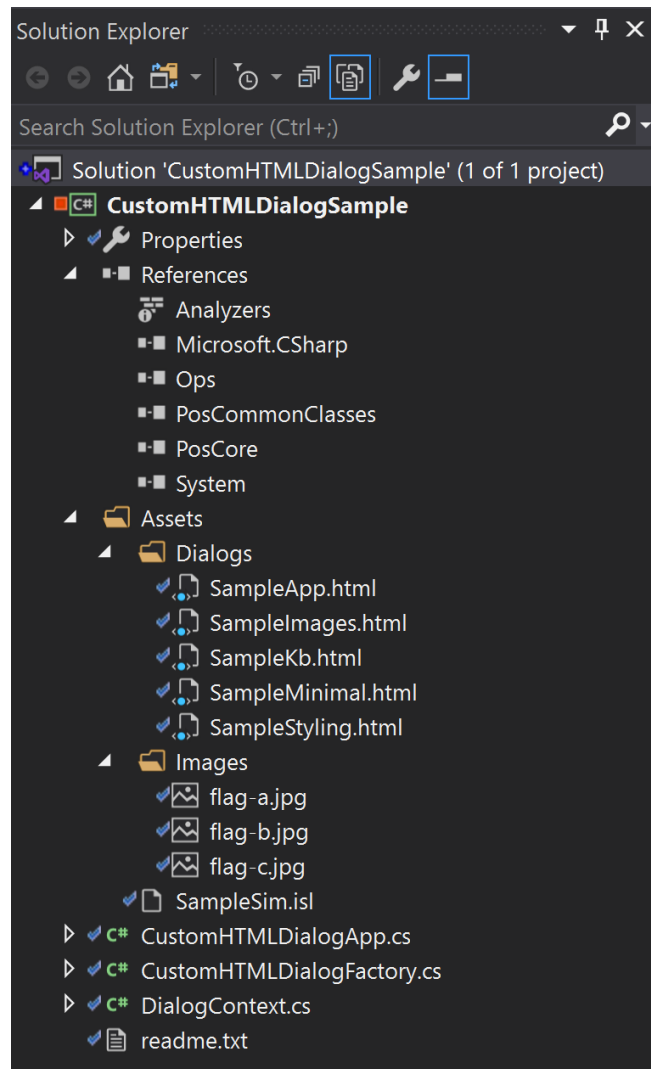 Solution Explorer
Search Solution Explorer (Ctrl+;)
Solution 'CustomHTMLDialogSample' (1 of 1 project)
C# CustomHTMLDialogSample
Properties
References
Analyzers
Microsoft.CSharp
Ops
PosCommonClasses
PosCore
System
Assets
Dialogs
SampleApp.html
SampleImages.html
SampleKb.html
SampleMinimal.html
SampleStyling.html
Images
flag-a.jpg
flag-b.jpg
flag-c.jpg
SampleSim.isl
C# CustomHTMLDialogApp.cs
C# CustomHTMLDialogFactory.cs
C# DialogContext.cs
readme.txt